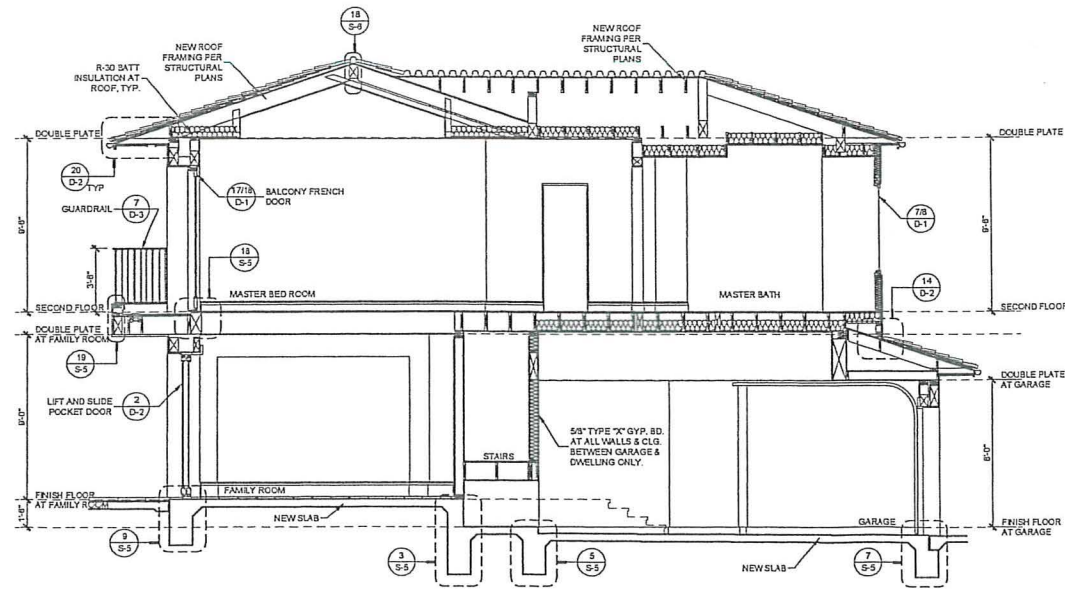 18
S-6
NEW ROOF
FRAMING PER
STRUCTURAL
PLANS
NEW ROOF
FRAMING PER
STRUCTURAL
PLANS
R-30 BATT
INSULATION AT
ROOF, TYP.
DOUBLE PLATE
DOUBLE PLATE
20
D-2
TYP
17/18
D-1
BALCONY FRENCH
DOOR
7
D-3
GUARDRAIL
7/8
D-1
9'-6"
9'-6"
18
S-5
3'-6"
14
D-2
MASTER BED ROOM
MASTER BATH
SECOND FLOOR
SECOND FLOOR
DOUBLE PLATE
AT FAMILY ROOM
19
S-5
DOUBLE PLATE
AT GARAGE
LIFT AND SLIDE
POCKET DOOR
2
D-2
9'-0"
5/8" TYPE "X" GYP. BD.
AT ALL WALLS & CLG.
BETWEEN GARAGE &
DWELLING ONLY.
8'-0"
STAIRS
FAMILY ROOM
FINISH FLOOR
AT FAMILY ROOM
1'-6"
NEW SLAB
GARAGE
FINISH FLOOR
AT GARAGE
9
S-5
3
S-5
5
S-5
NEW SLAB
7
S-5